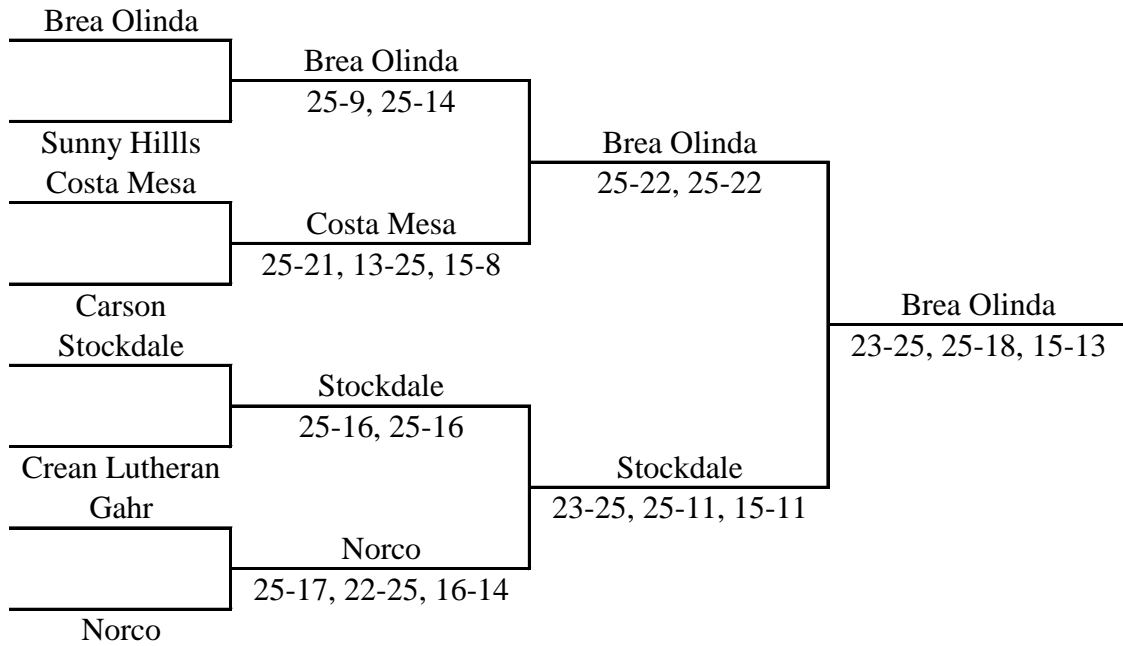 Brea Olinda
Brea Olinda
25-9, 25-14
Sunny Hillls
Brea Olinda
Costa Mesa
25-22, 25-22
Costa Mesa
25-21, 13-25, 15-8
Carson
Brea Olinda
Stockdale
23-25, 25-18, 15-13
Stockdale
25-16, 25-16
Crean Lutheran
Stockdale
Gahr
23-25, 25-11, 15-11
Norco
25-17, 22-25, 16-14
Norco